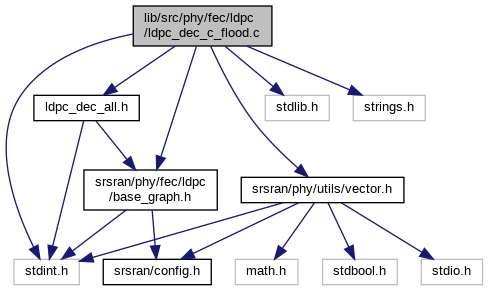 lib/src/phy/fec/ldpc
/ldpc_dec_c_flood.c
ldpc_dec_all.h
stdlib.h
strings.h
srsran/phy/fec/ldpc
/base_graph.h
srsran/phy/utils/vector.h
stdint.h
srsran/config.h
math.h
stdbool.h
stdio.h